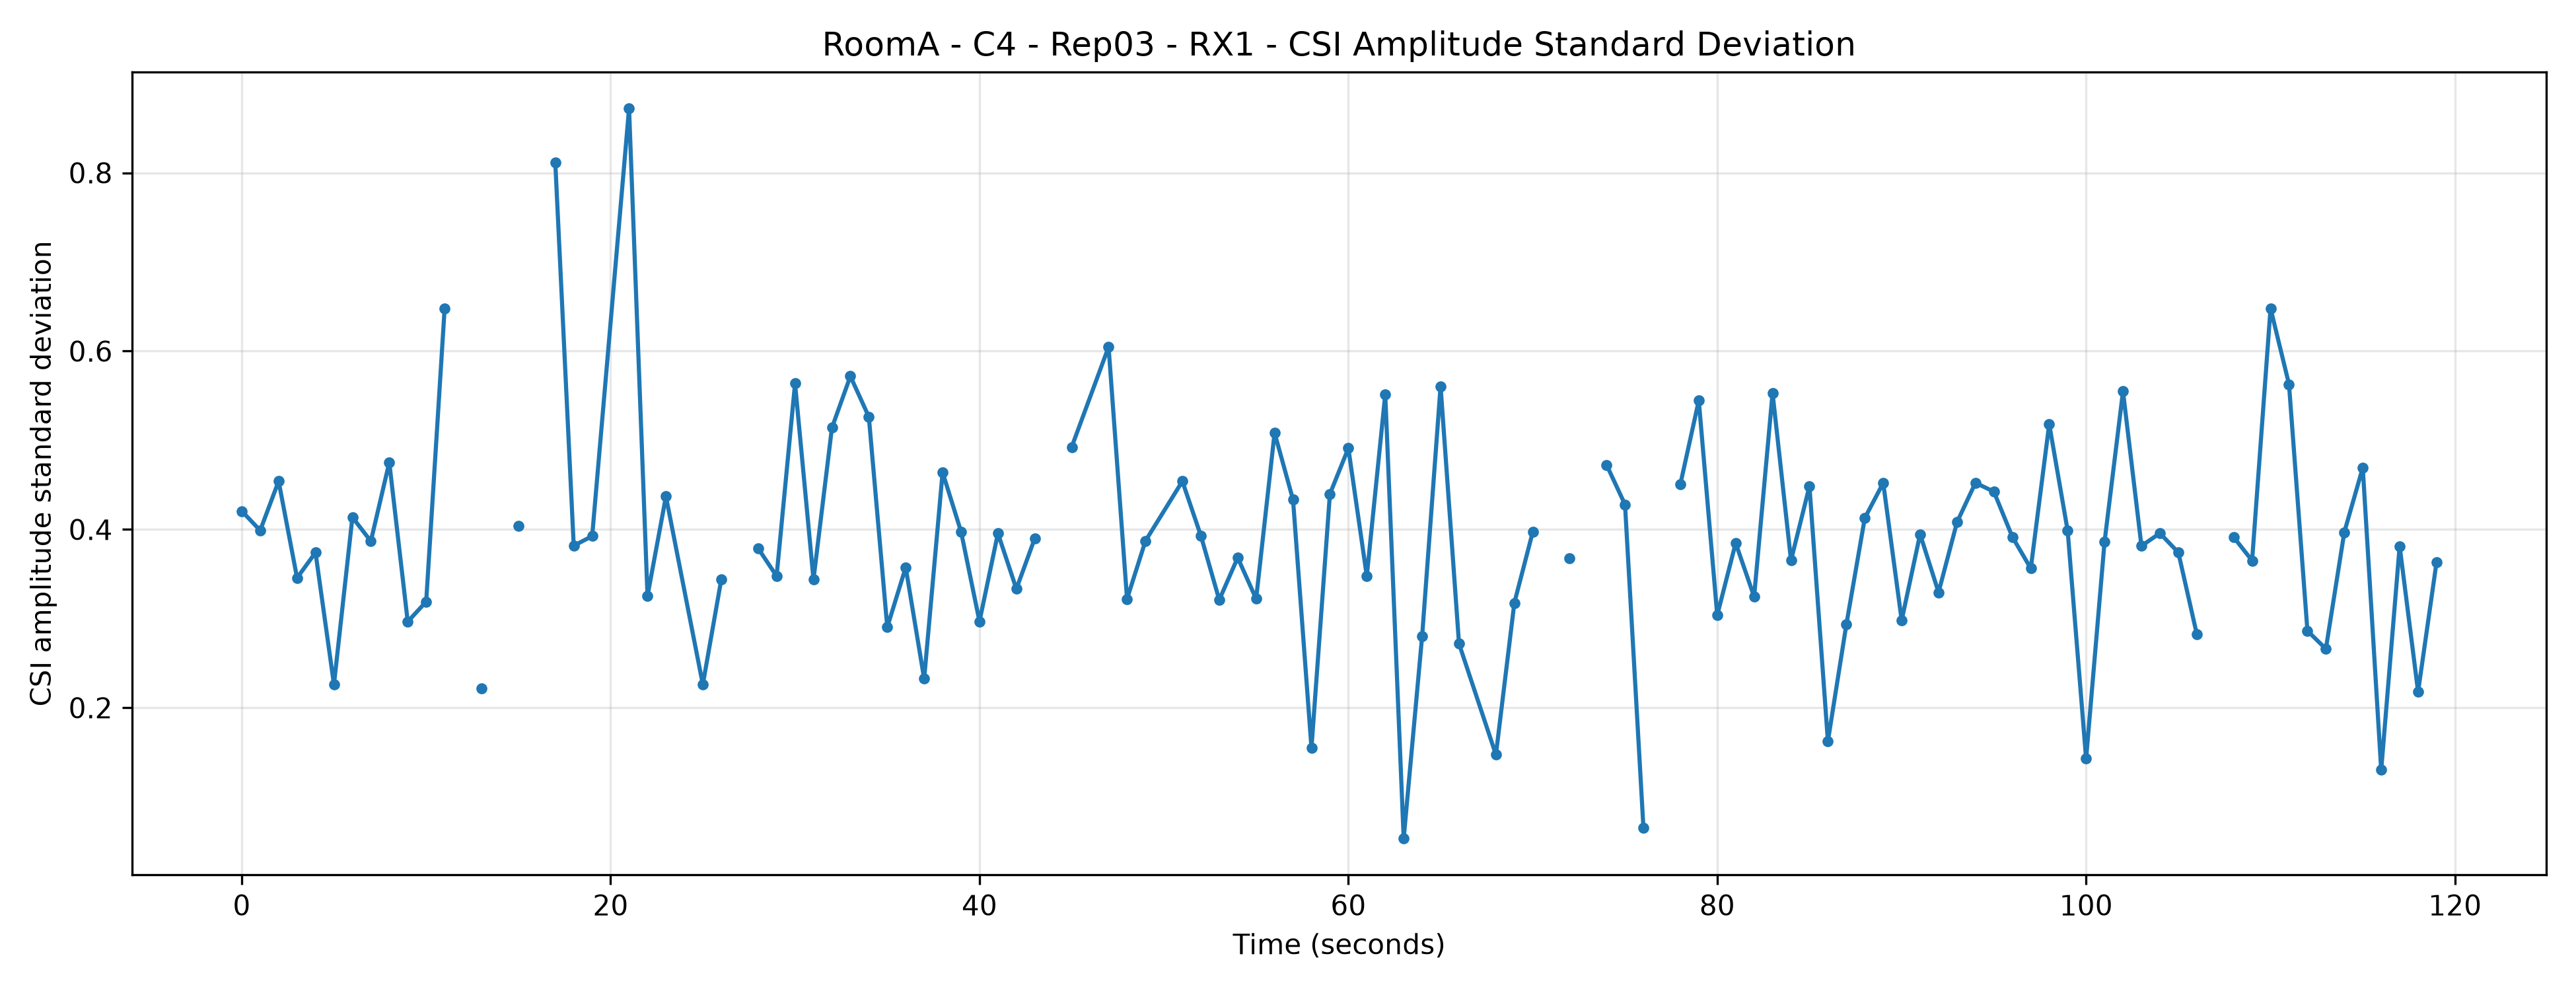 RoomA - C4 - Rep03 - RX1 - CSI Amplitude Standard Deviation
CSI amplitude standard deviation
0.8
0.6
0.4
0.2
0 20 40 60 80 100 120
Time (seconds)